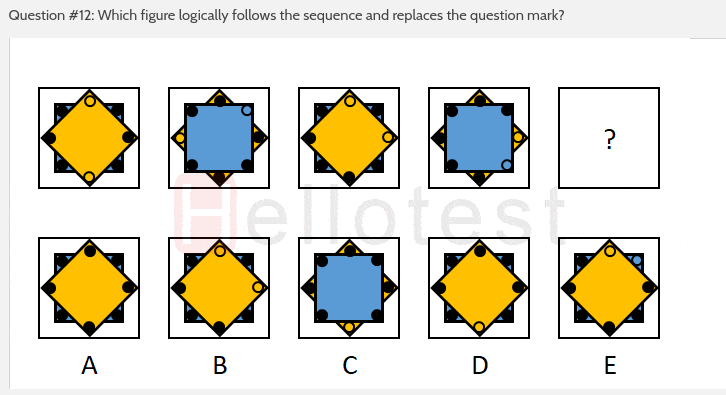 Question #12: Which figure logically follows the sequence and replaces the question mark?
?
Hellotest
A B C D E